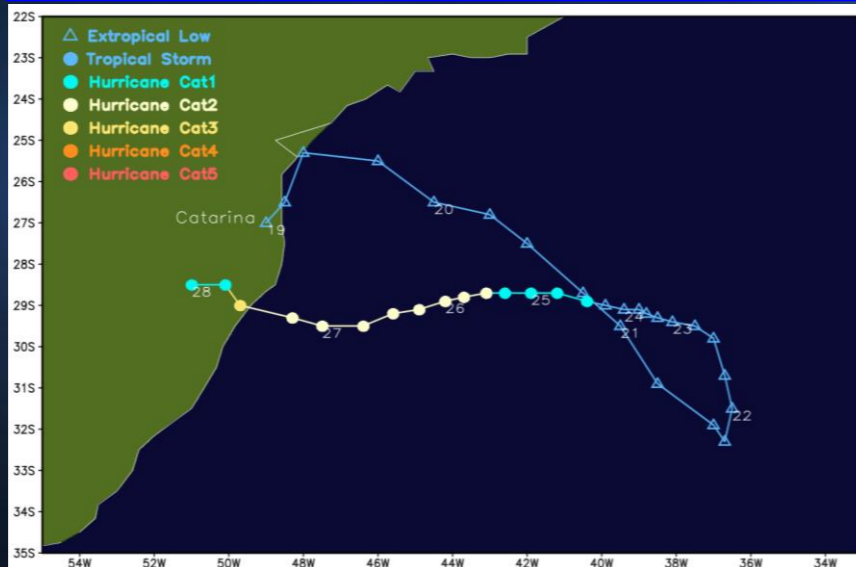 22S
23S
24S
25S
26S
27S
28S
29S
30S
31S
32S
33S
34S
35S
Extropical Low
Tropical Storm
Hurricane Cat1
Hurricane Cat2
Hurricane Cat3
Hurricane Cat4
Hurricane Cat5
Catarina
19
20
21
22
23
24
25
26
27
28
54W 52W 50W 48W 46W 44W 42W 40W 38W 36W 34W